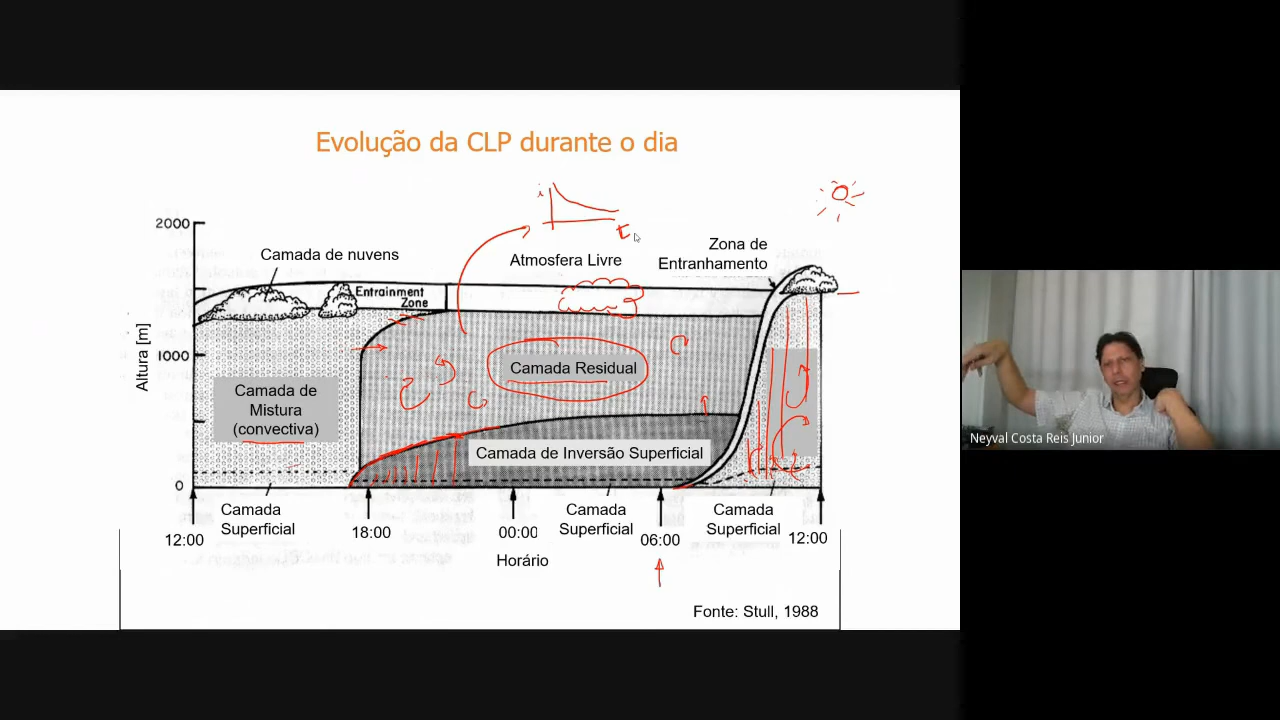 Evolução da CLP durante o dia
i
t
2000
Camada de nuvens
Atmosfera Livre
Zona de
Entranhamento
Entrainment
Zone
Altura [m]
1000
Camada de
Mistura
(convectiva)
Camada Residual
Camada de Inversão Superficial
0
Camada
Superficial
Camada
Superficial
Camada
Superficial
12:00
18:00
00:00
06:00
12:00
Horário
Fonte: Stull, 1988
Neyval Costa Reis Junior